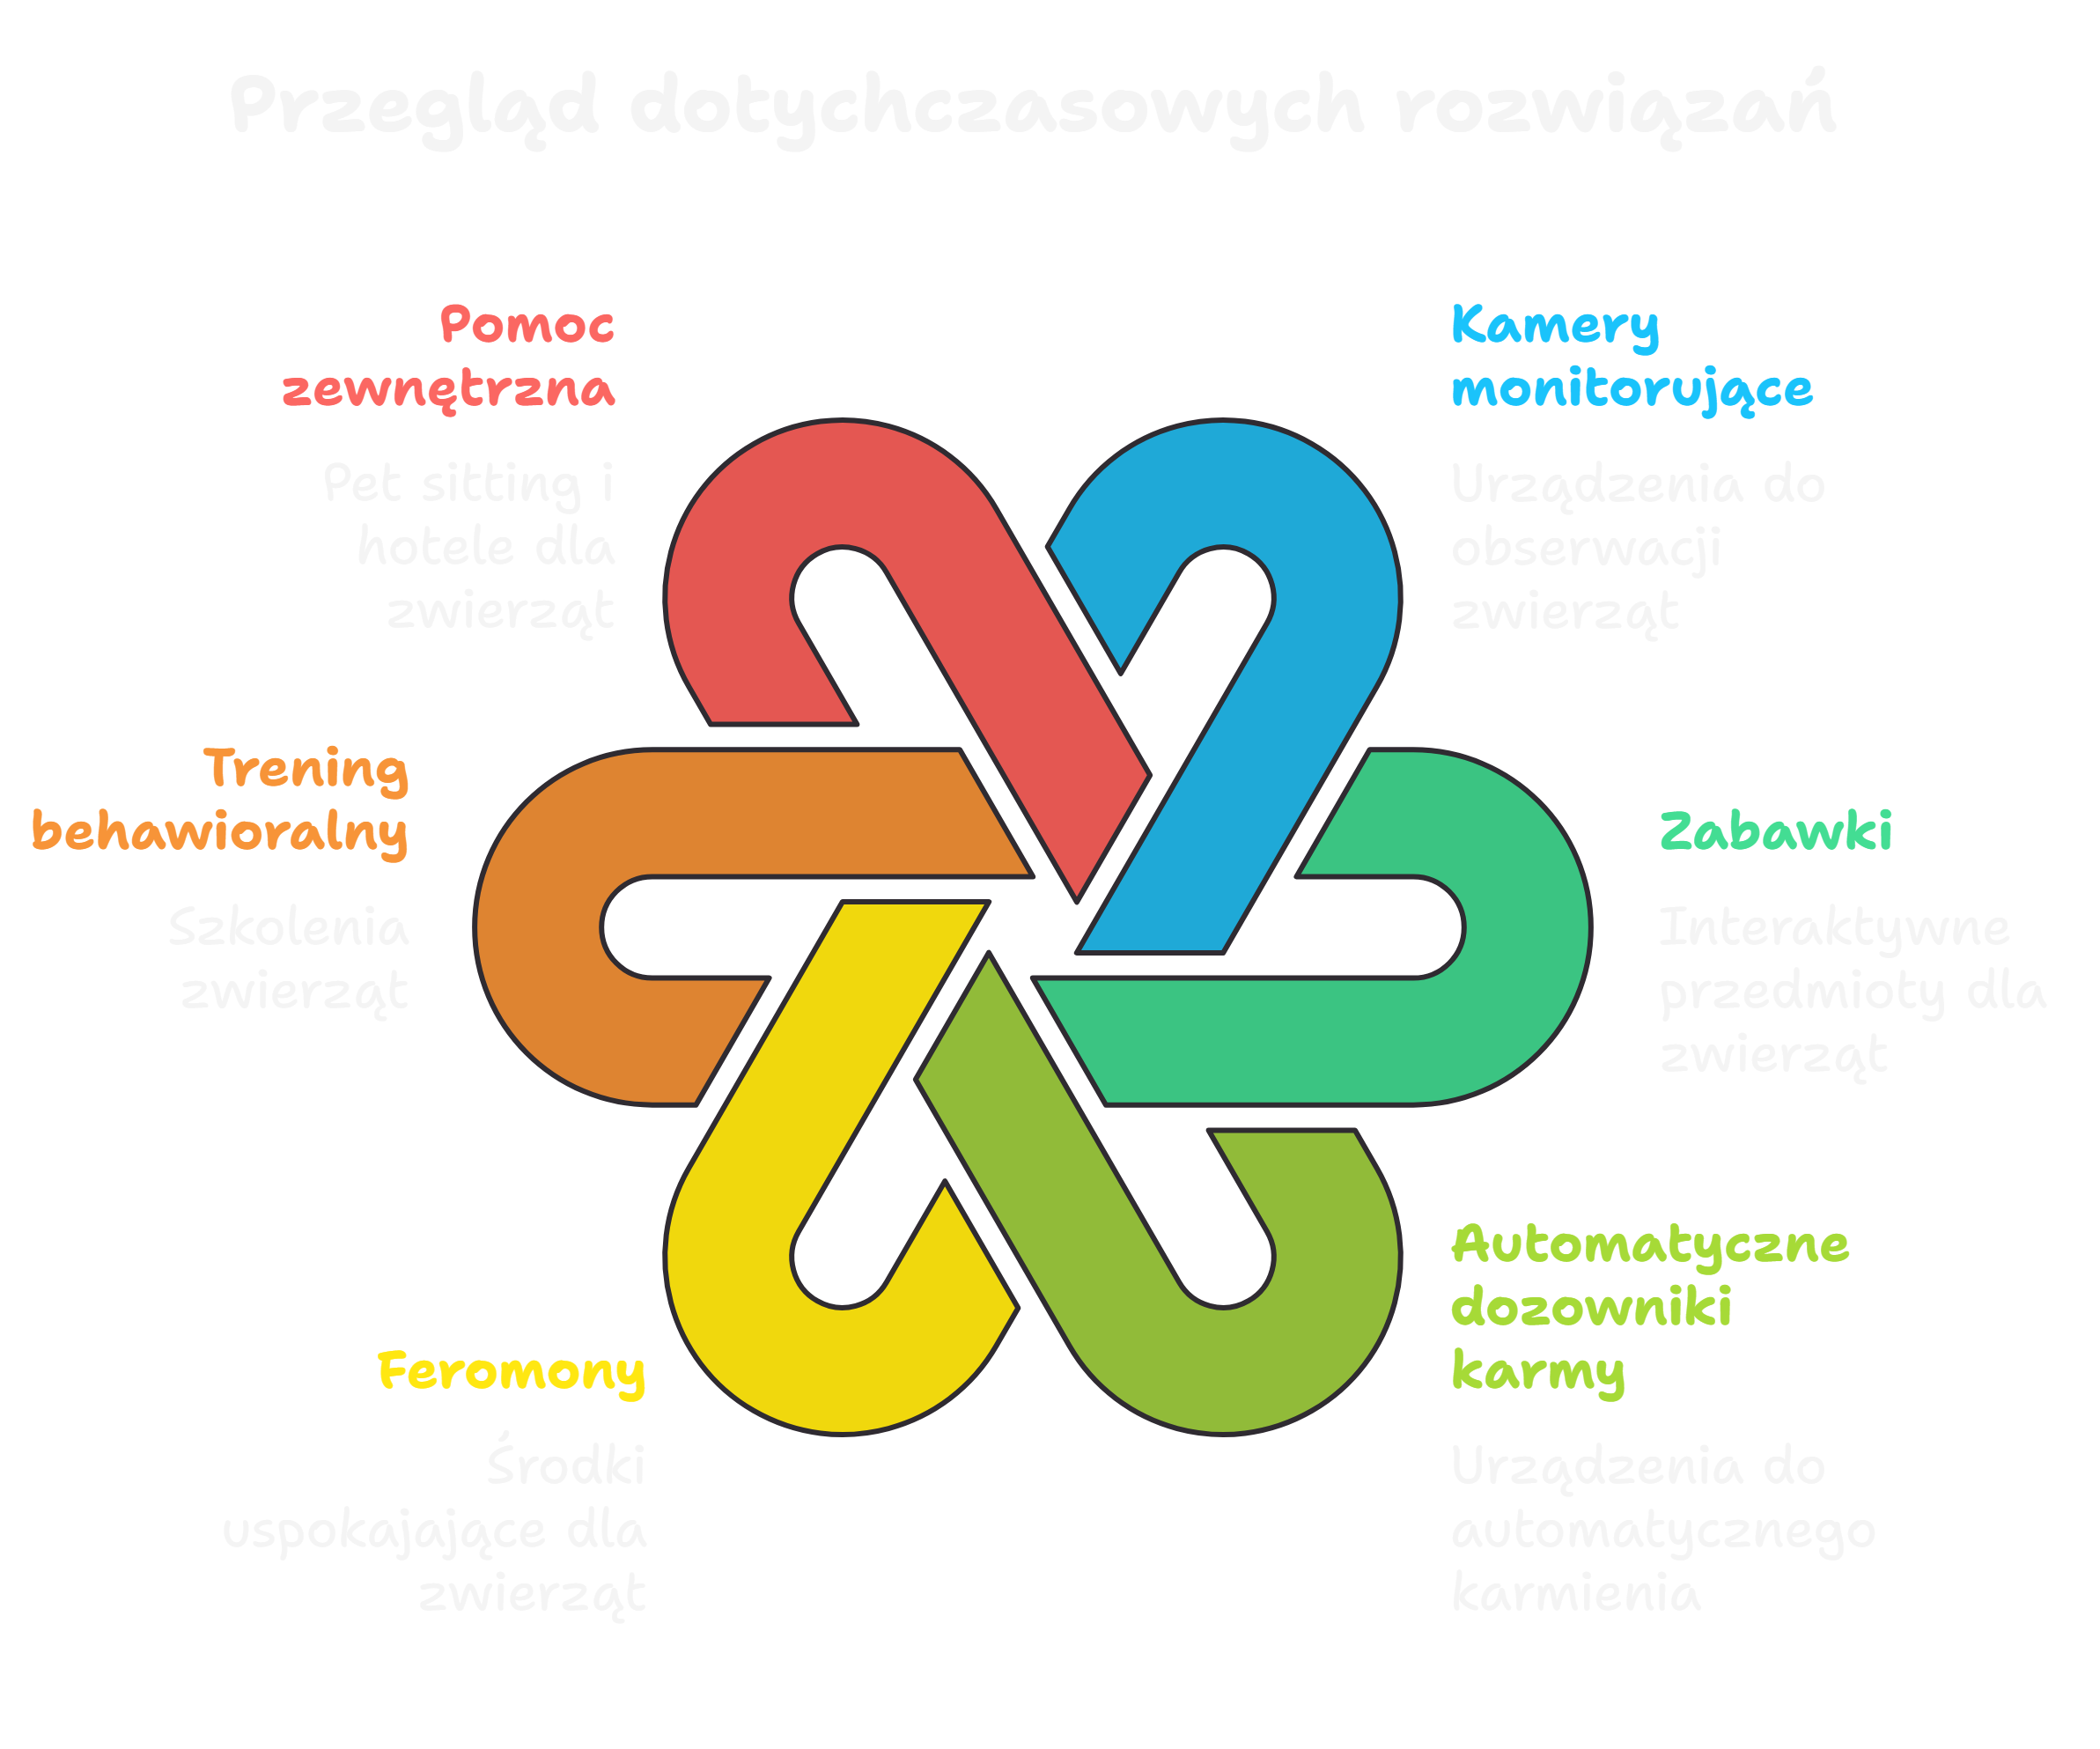 Przegląd dotychczasowych rozwiązań
Pomoc
zewnętrzna
Pet sitting i
hotele dla
zwierząt
Kamery
monitorujące
Urządzenia do
obserwacji
zwierząt
Trening
behawioralny
Szkolenia
zwierząt
Zabawki
Interaktywne
przedmioty dla
zwierząt
Feromony
Środki
uspokajające dla
zwierząt
Automatyczne
dozowniki
karmy
Urządzenia do
automatycznego
karmienia